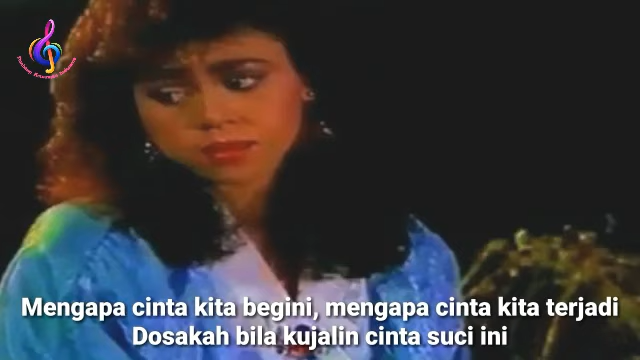 Mengapa cinta kita begini, mengapa cinta kita terjadi
Dosakah bila kujalin cinta suci ini